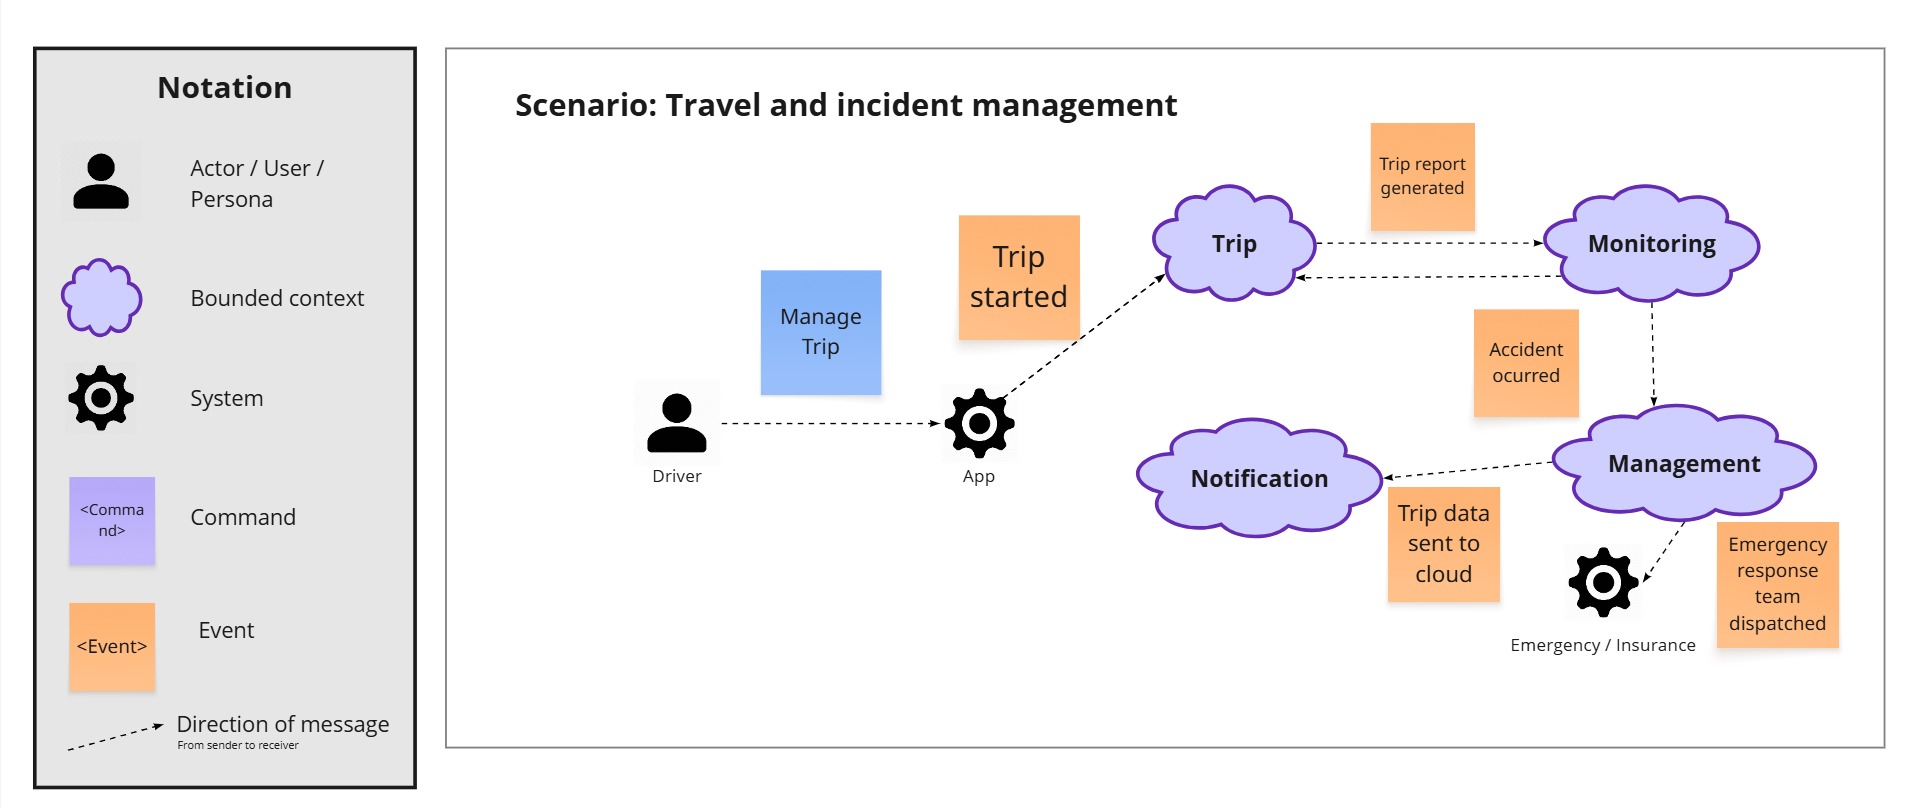 Notation
Actor / User /
Persona
Bounded context
System
<Comma
nd>
Command
<Event>
Event
Direction of message
From sender to receiver
Scenario: Travel and incident management
Trip report
generated
Trip
started
Trip
Monitoring
Manage
Trip
Accident
ocurred
Driver
App
Notification
Management
Trip data
sent to
cloud
Emergency
response
team
dispatched
Emergency / Insurance